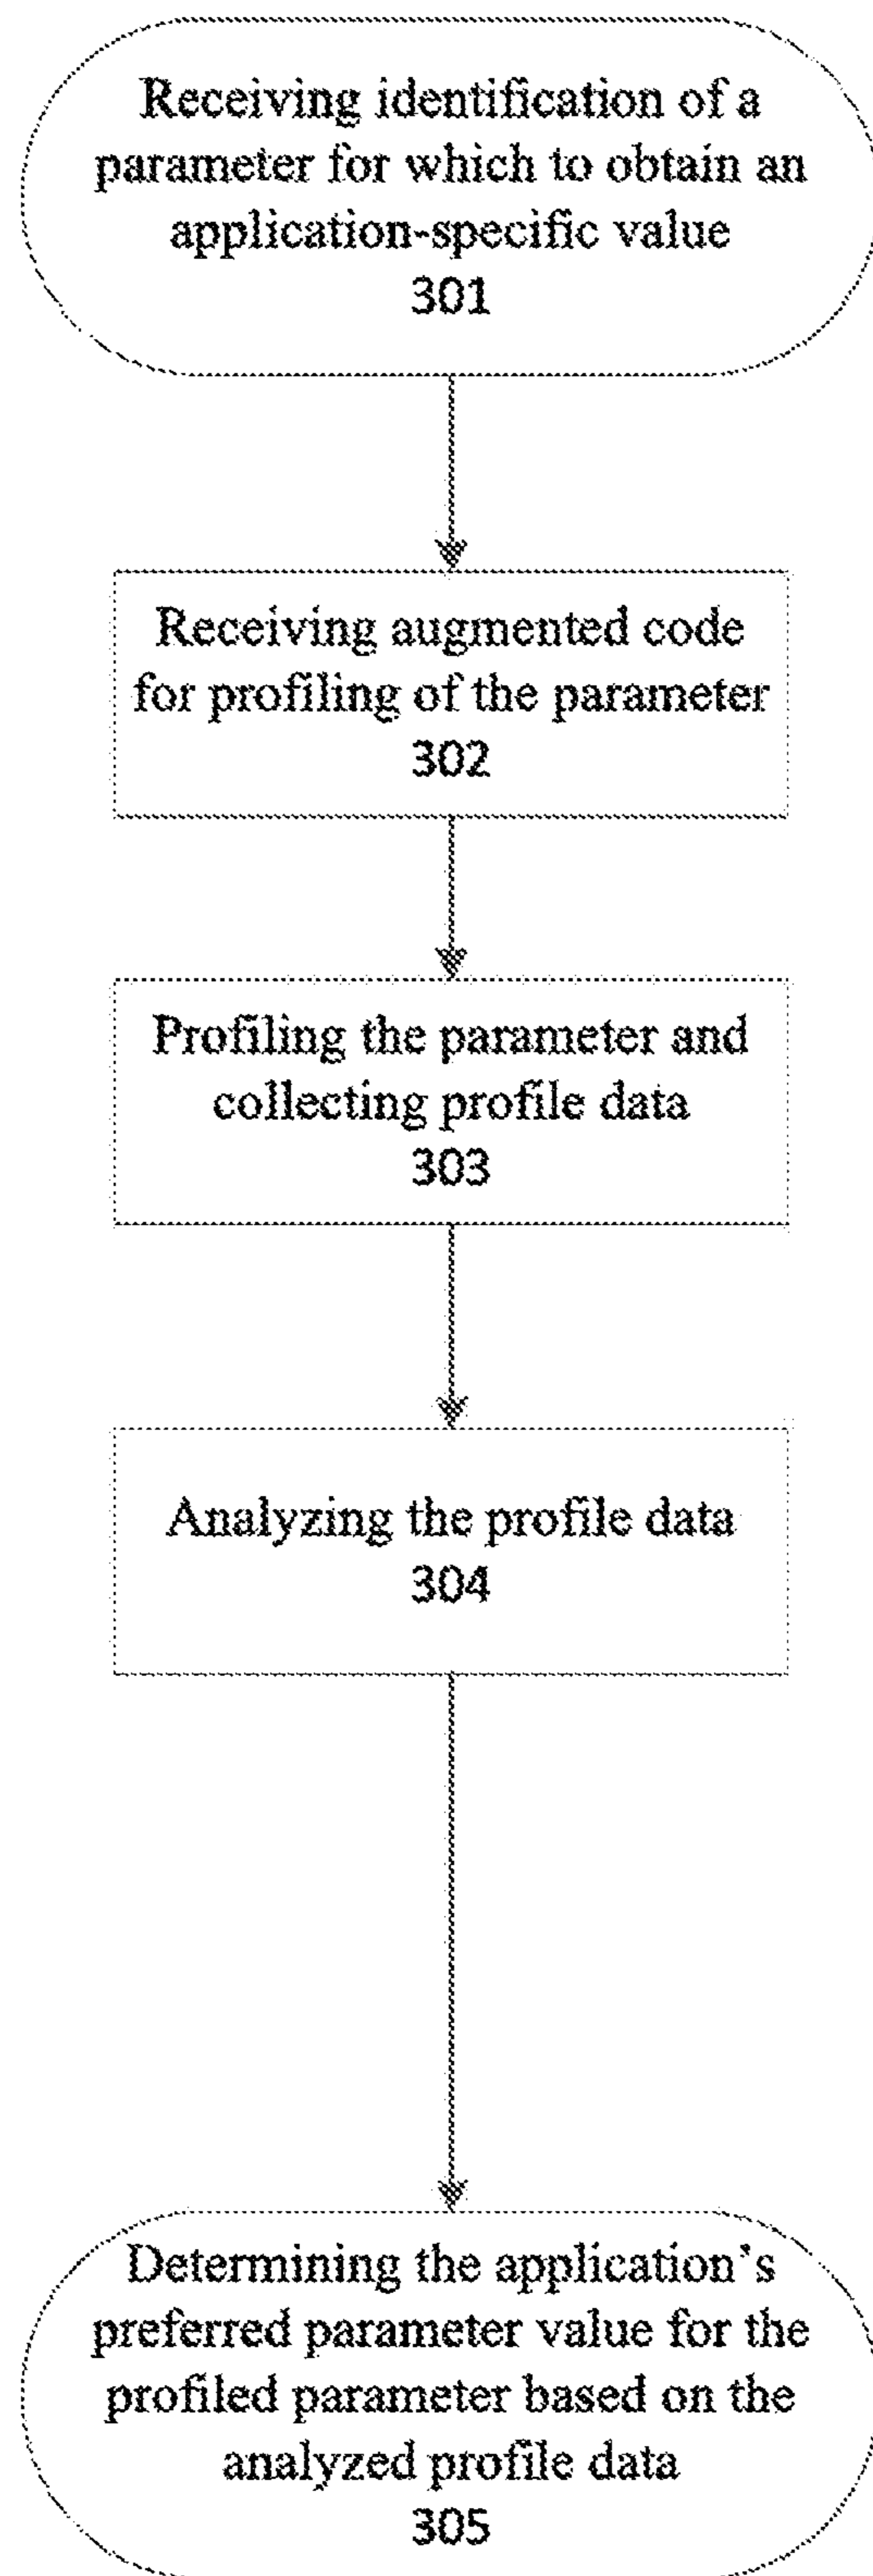 Receiving identification of a
parameter for which to obtain an
application-specific value
301
Receiving augmented code
for profiling of the parameter
302
Profiling the parameter and
collecting profile data
303
Analyzing the profile data
304
Determining the application's
preferred parameter value for the
profiled parameter based on the
analyzed profile data
305